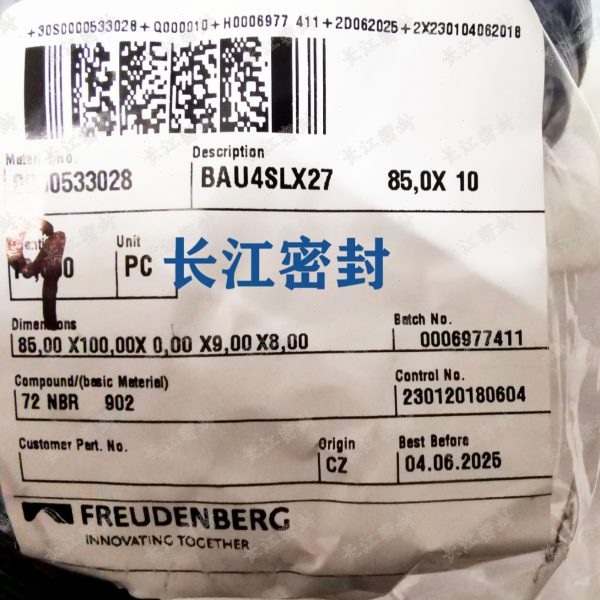 +30S0000533028+Q000010+H0006977 411+2D062025+2X230104062018
Description
0533028
BAU4SLX27 85,0X 10
Unit
PC
长江密封
Dimensions
85,00 X100,00X 0,00 X9,00 X8,00
Batch No.
0006977411
Compound/(basic Material)
72 NBR 902
Control No.
230120180604
Customer Part. No.
Origin
CZ
Best Before
04.06.2025
FREUDENBERG
INNOVATING TOGETHER